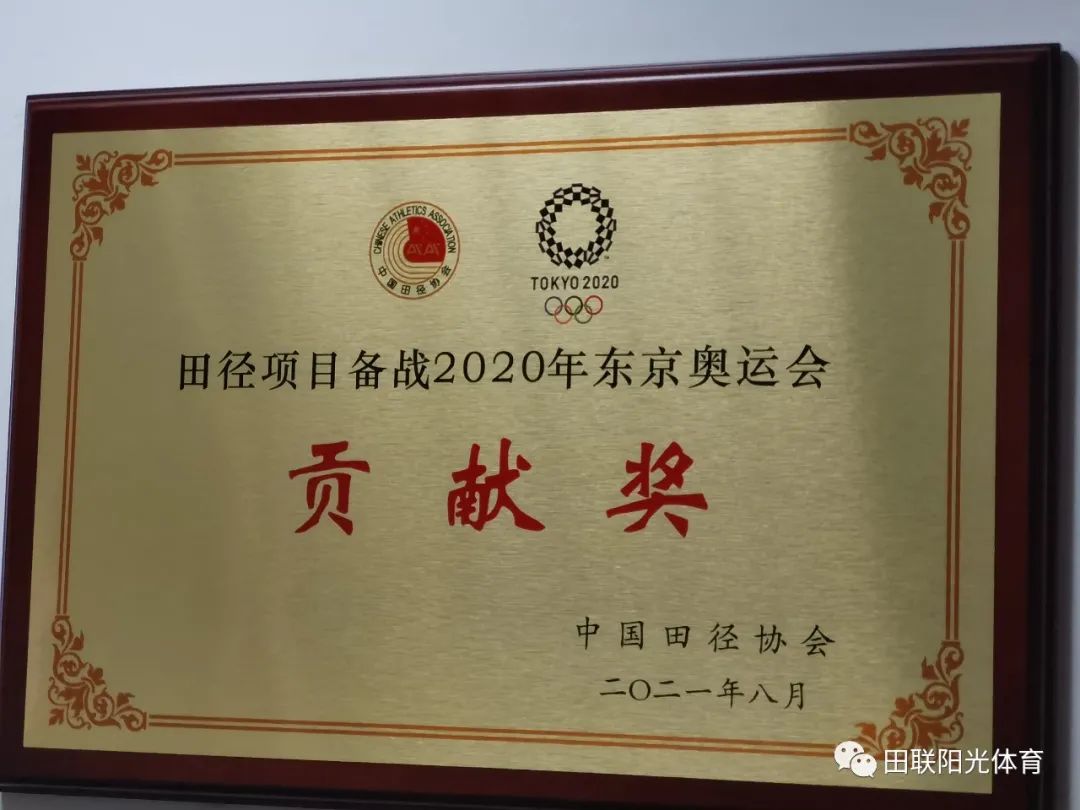 CHINESE ATHLETICS ASSOCIATION
中国田径协会
TOKYO 2020
田径项目备战2020年东京奥运会
贡献奖
中国田径协会
二〇二一年八月
田联阳光体育